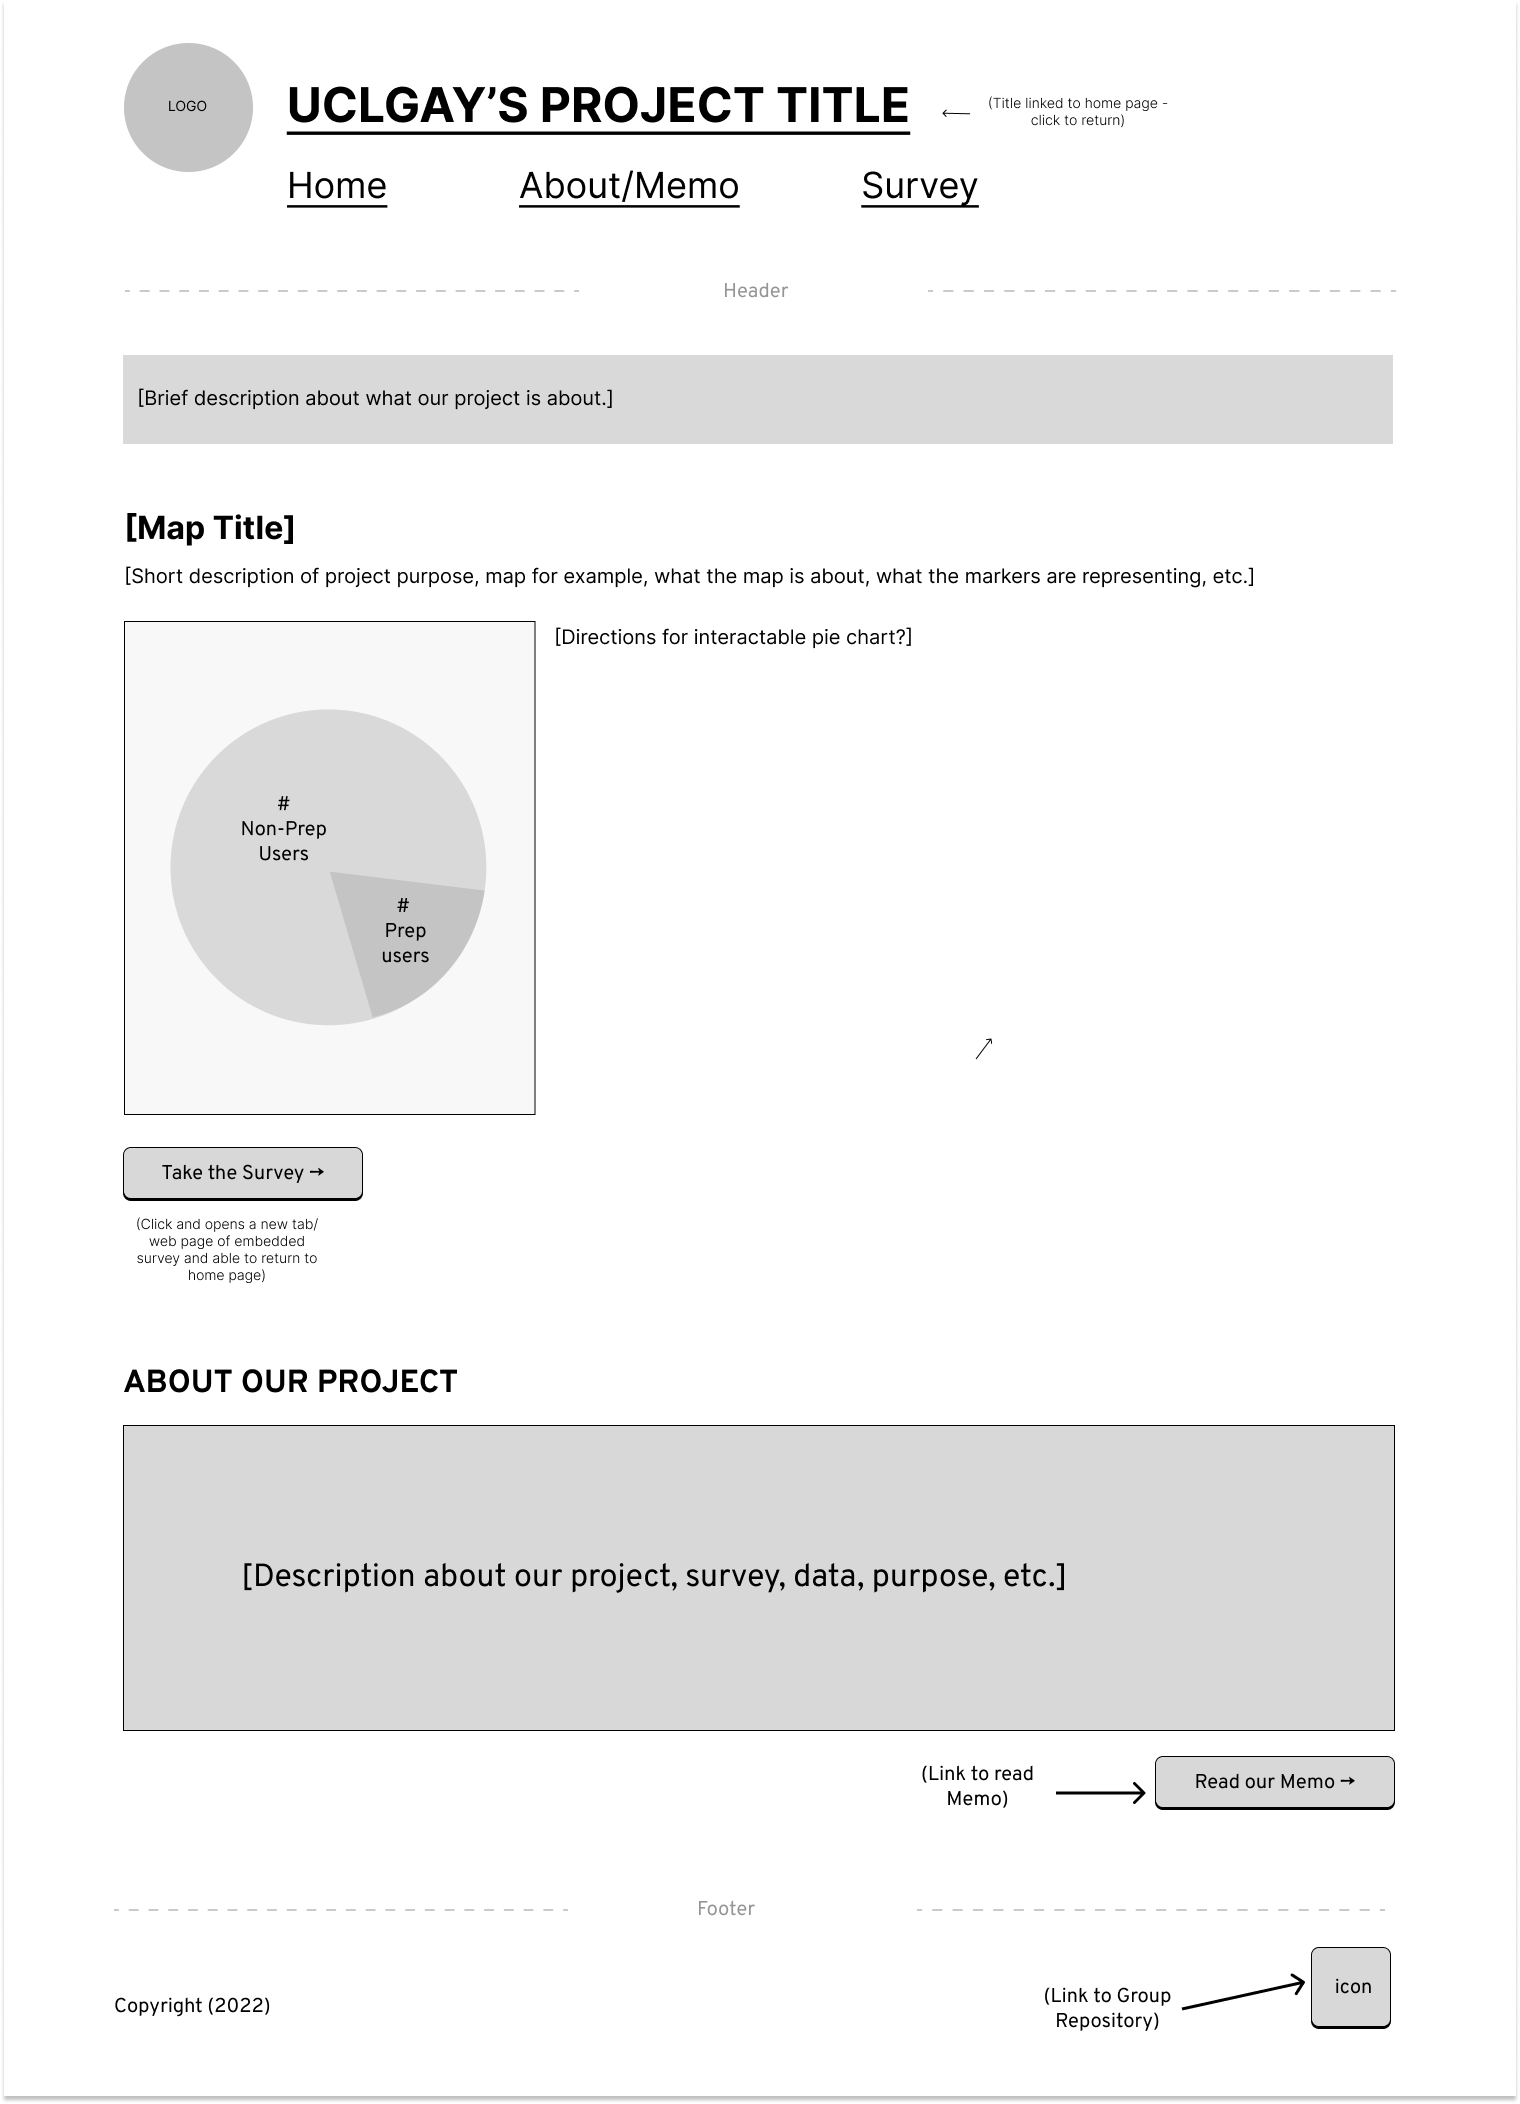 LOGO
UCLGAY’S PROJECT TITLE
(Title linked to home page -
click to return)
Home
About/Memo
Survey
Header
[Brief description about what our project is about.]
[Map Title]
[Short description of project purpose, map for example, what the map is about, what the markers are representing, etc.]
[Directions for interactable pie chart?]
#
Non-Prep
Users
#
Prep
users
Take the Survey →
(Click and opens a new tab/
web page of embedded
survey and able to return to
home page)
ABOUT OUR PROJECT
[Description about our project, survey, data, purpose, etc.]
(Link to read
Memo)
Read our Memo →
Footer
Copyright (2022)
(Link to Group
Repository)
icon